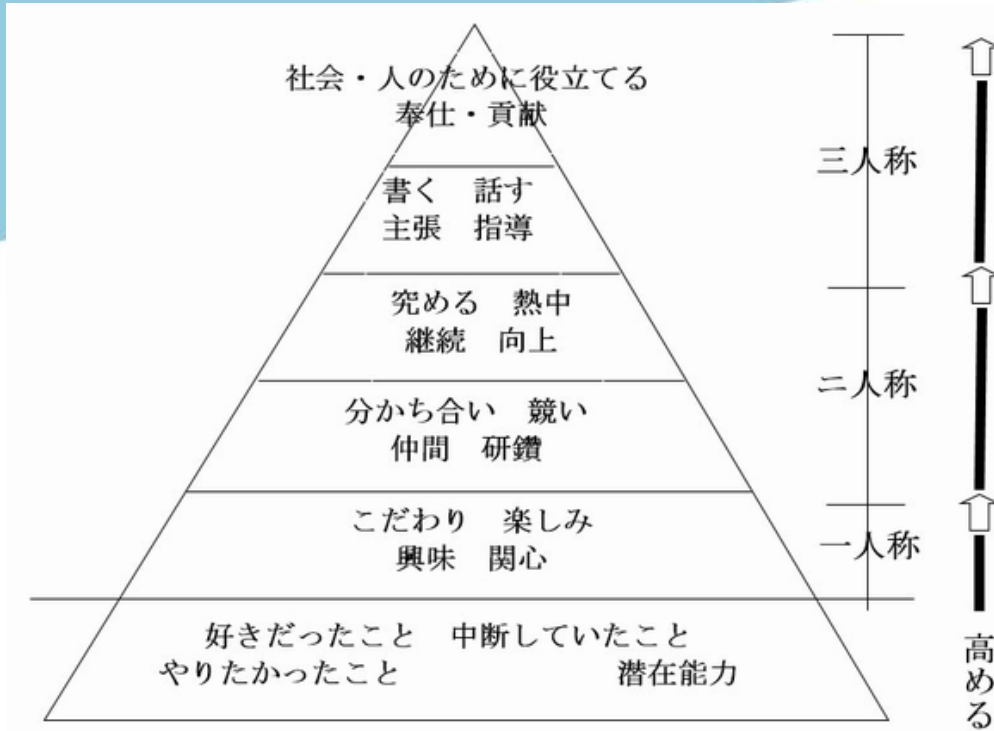 社会・人のために役立てる
奉仕・貢献
書く　話す
主張　指導
究める　熱中
継続　向上
分かち合い　競い
仲間　研鑽
こだわり　楽しみ
興味　関心
好きだったこと　中断していたこと
やりたかったこと　潜在能力
三人称
二人称
一人称
高める